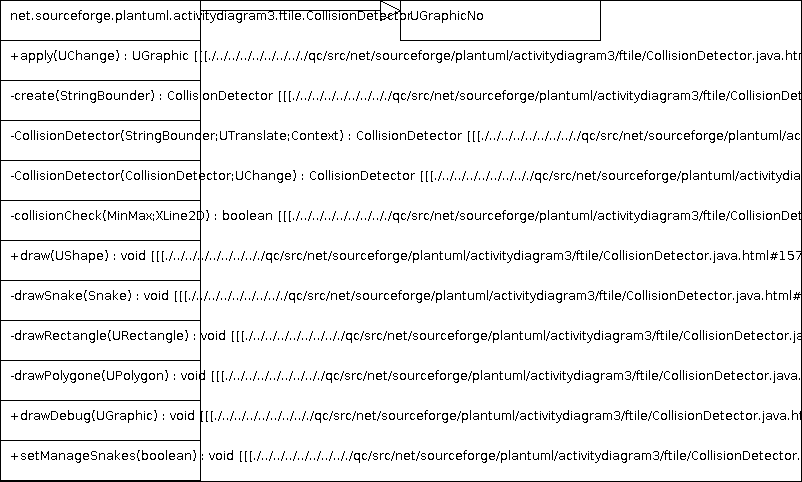 net.sourceforge.plantuml.activitydiagram3.ftile.CollisionDetector
UGraphicNo
+apply(UChange) : UGraphic [[[./../../../../../../../../qc/src/net/sourceforge/plantuml/activitydiagram3/ftile/CollisionDetector.java.htm
-create(StringBounder) : CollisionDetector [[[./../../../../../../../../qc/src/net/sourceforge/plantuml/activitydiagram3/ftile/CollisionDet
-CollisionDetector(StringBounder;UTranslate;Context) : CollisionDetector [[[./../../../../../../../../qc/src/net/sourceforge/plantuml/ac
-CollisionDetector(CollisionDetector;UChange) : CollisionDetector [[[./../../../../../../../../qc/src/net/sourceforge/plantuml/activitydia
-collisionCheck(MinMax;XLine2D) : boolean [[[./../../../../../../../../qc/src/net/sourceforge/plantuml/activitydiagram3/ftile/CollisionDet
+draw(UShape) : void [[[./../../../../../../../../qc/src/net/sourceforge/plantuml/activitydiagram3/ftile/CollisionDetector.java.html#157
-drawSnake(Snake) : void [[[./../../../../../../../../qc/src/net/sourceforge/plantuml/activitydiagram3/ftile/CollisionDetector.java.html#
-drawRectangle(URectangle) : void [[[./../../../../../../../../qc/src/net/sourceforge/plantuml/activitydiagram3/ftile/CollisionDetector.ja
-drawPolygone(UPolygon) : void [[[./../../../../../../../../qc/src/net/sourceforge/plantuml/activitydiagram3/ftile/CollisionDetector.java.
+drawDebug(UGraphic) : void [[[./../../../../../../../../qc/src/net/sourceforge/plantuml/activitydiagram3/ftile/CollisionDetector.java.ht
+setManageSnakes(boolean) : void [[[./../../../../../../../../qc/src/net/sourceforge/plantuml/activitydiagram3/ftile/CollisionDetector.